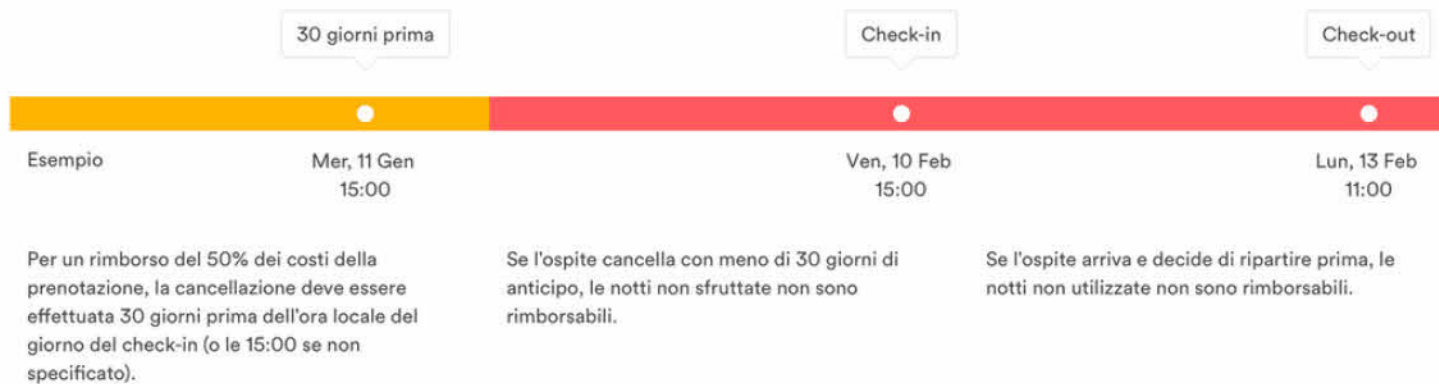 30 giorni prima
Check-in
Check-out
Esempio
Mer, 11 Gen
15:00
Ven, 10 Feb
15:00
Lun, 13 Feb
11:00
Per un rimborso del 50% dei costi della
prenotazione, la cancellazione deve essere
effettuata 30 giorni prima dell'ora locale del
giorno del check-in (o le 15:00 se non
specificato).
Se l'ospite cancella con meno di 30 giorni di
anticipo, le notti non sfruttate non sono
rimborsabili.
Se l'ospite arriva e decide di ripartire prima, le
notti non utilizzate non sono rimborsabili.